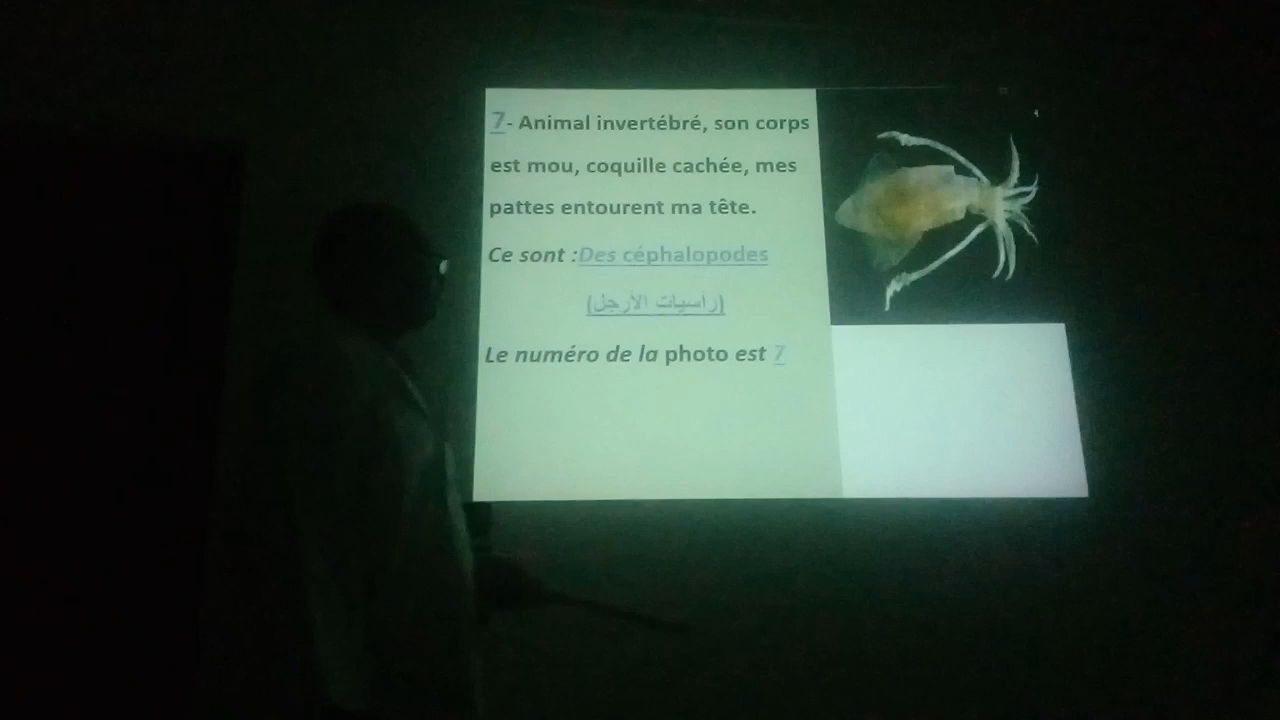 7- Animal invertébré, son corps
est mou, coquille cachée, mes
pattes entourent ma tête.
Ce sont :Des céphalopodes
(رأسيات الأرجل)
Le numéro de la photo est 7